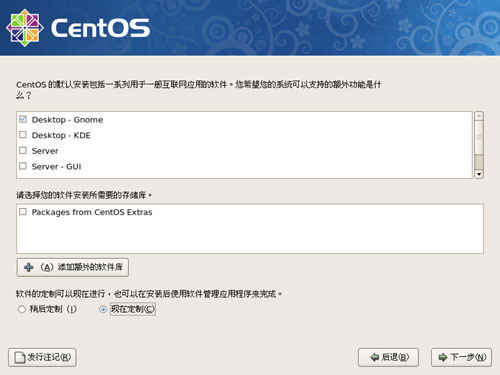 CentOS
CentOS 的默认安装包括一系列用于一般互联网应用的软件。您希望您的系统可以支持的额外功能是什
么？
Desktop - Gnome
Desktop - KDE
Server
Server - GUI
请选择您的软件安装所需要的存储库。
Packages from CentOS Extras
(A) 添加额外的软件库
软件的定制可以现在进行，也可以在安装后使用软件管理应用程序来完成。
稍后定制 (I) 现在定制(C)
发行注记(R) 后退(B) 下一步(N)